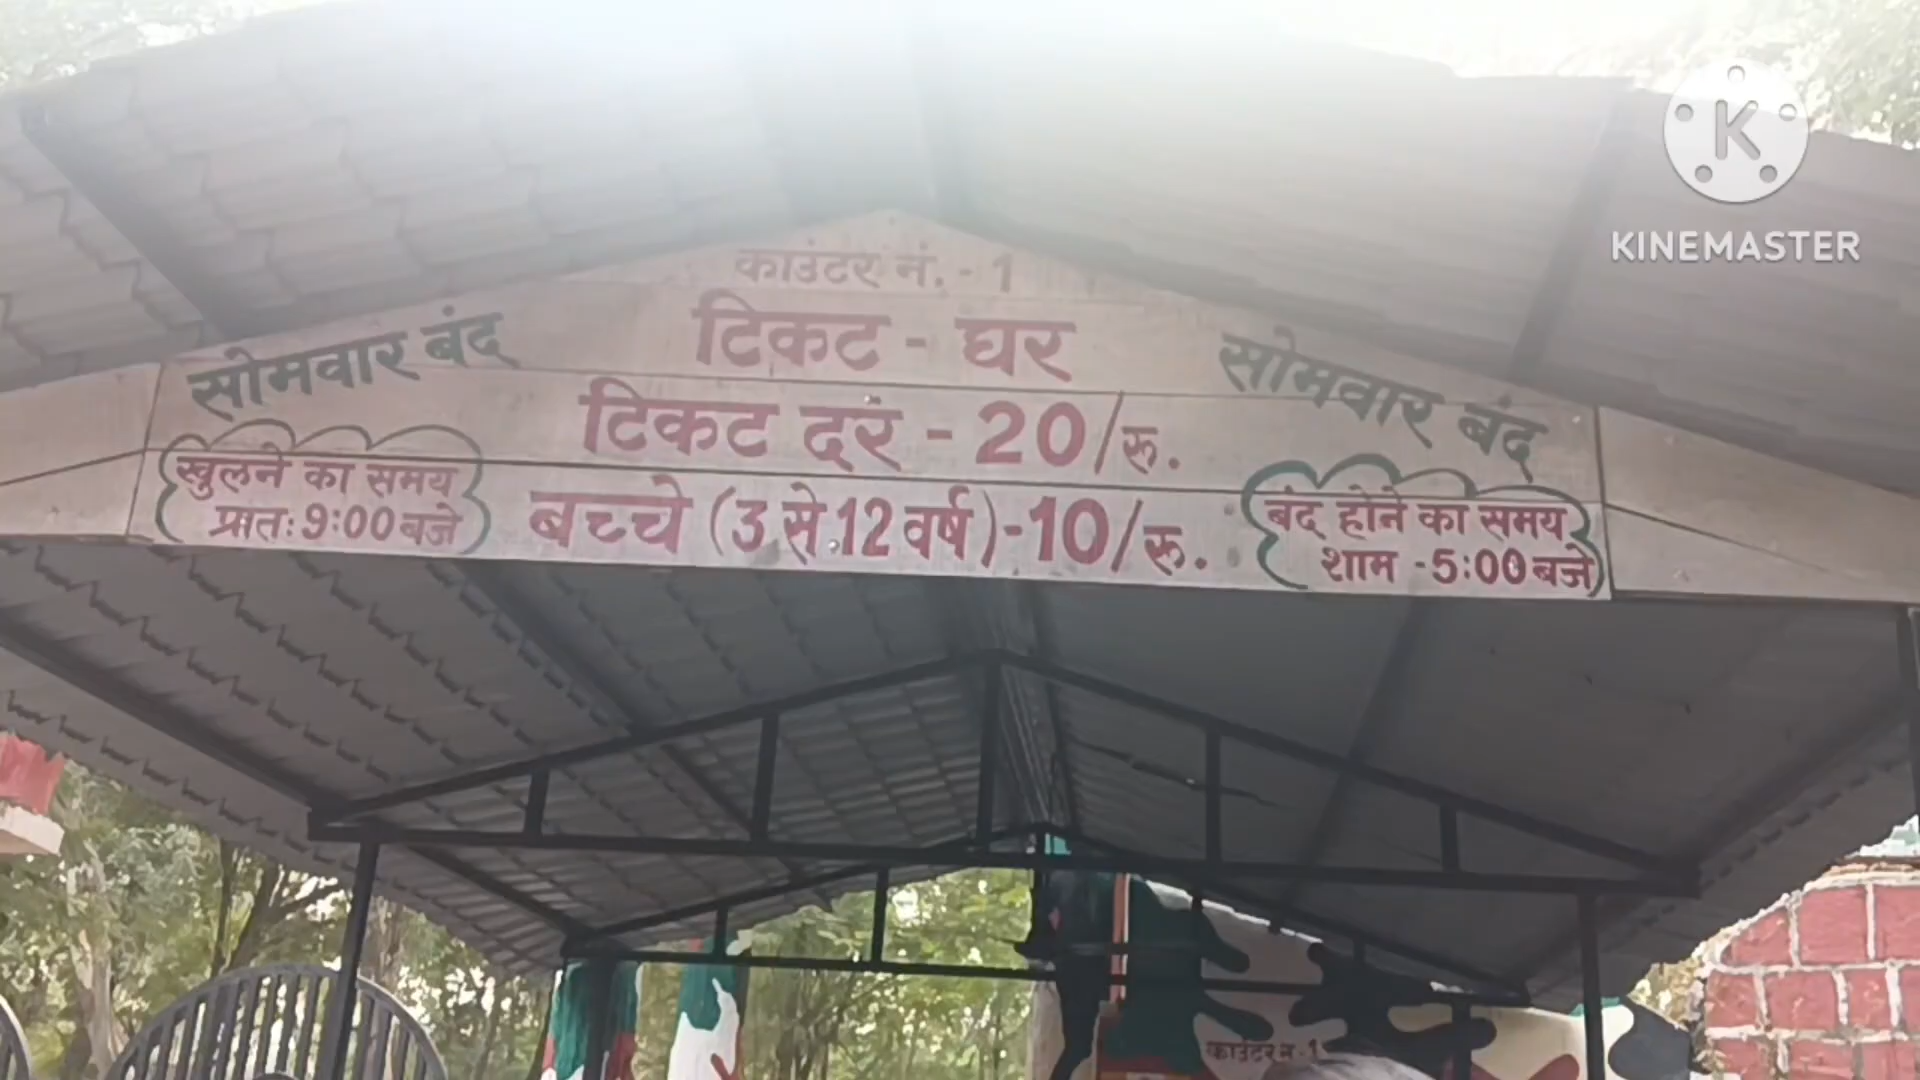 KINEMASTER
काउंटर नं. - 1
टिकट - घर
सोमवार बंद
सोमवार बंद
टिकट दर - 20/रू.
खुलने का समय
प्रातः 9:00 बजे
बच्चे (3 से 12 वर्ष) - 10/रू.
बंद होने का समय
शाम - 5:00 बजे
काउंटर न - 1